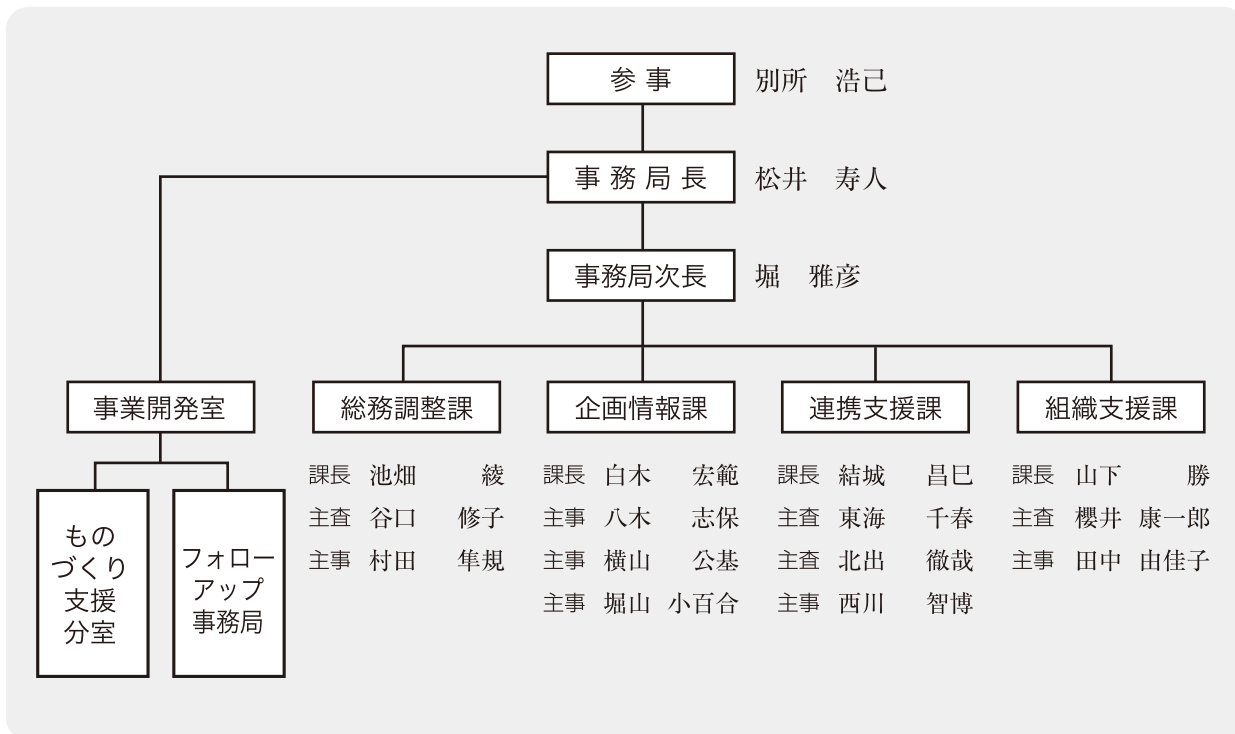 参事 別所 浩己
事務局長 松井 寿人
事務局次長 堀 雅彦
事業開発室
ものづくり支援分室
フォローアップ事務局
総務調整課
課長 池畑 綾
主査 谷口 修子
主事 村田 隼規
企画情報課
課長 白木 宏範
主事 八木 志保
主事 横山 公基
主事 堀山 小百合
連携支援課
課長 結城 昌巳
主査 東海 千春
主査 北出 徹哉
主事 西川 智博
組織支援課
課長 山下 勝
主査 櫻井 康一郎
主事 田中 由佳子